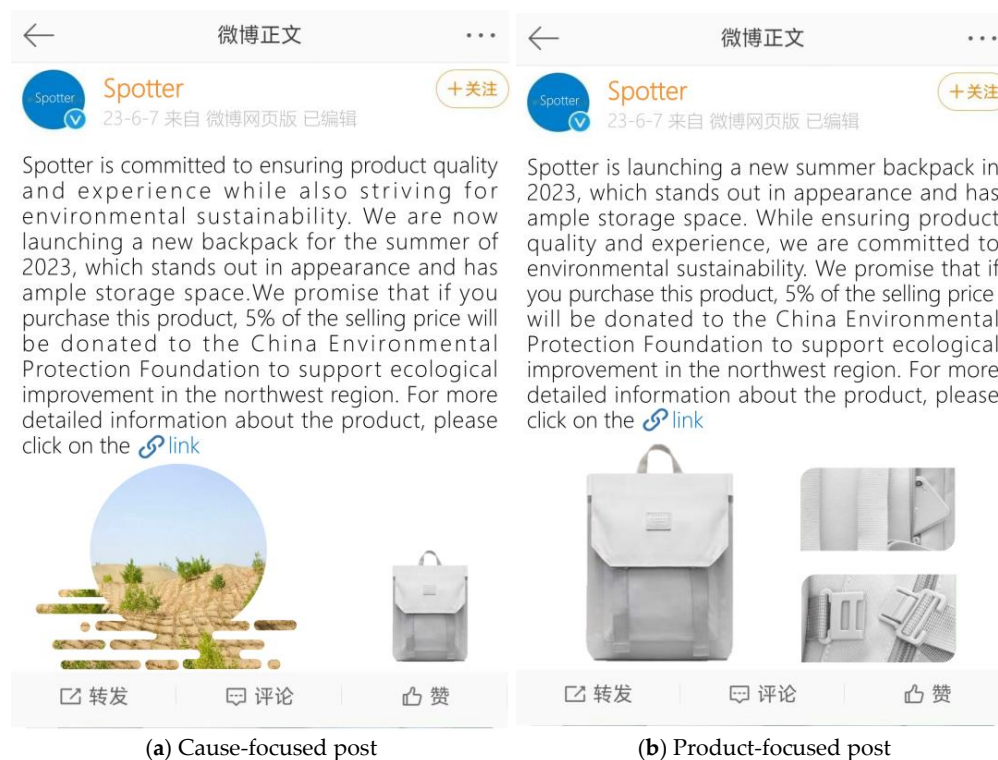 微博正文
Spotter
Spotter
+关注
23-6-7 来自 微博网页版 已编辑
Spotter is committed to ensuring product quality
and experience while also striving for
environmental sustainability. We are now
launching a new backpack for the summer of
2023, which stands out in appearance and has
ample storage space.We promise that if you
purchase this product, 5% of the selling price will
be donated to the China Environmental
Protection Foundation to support ecological
improvement in the northwest region. For more
detailed information about the product, please
click on the link
转发
评论
赞
(a) Cause-focused post
微博正文
Spotter
Spotter
+关注
23-6-7 来自 微博网页版 已编辑
Spotter is launching a new summer backpack in
2023, which stands out in appearance and has
ample storage space. While ensuring product
quality and experience, we are committed to
environmental sustainability. We promise that if
you purchase this product, 5% of the selling price
will be donated to the China Environmental
Protection Foundation to support ecological
improvement in the northwest region. For more
detailed information about the product, please
click on the link
转发
评论
赞
(b) Product-focused post